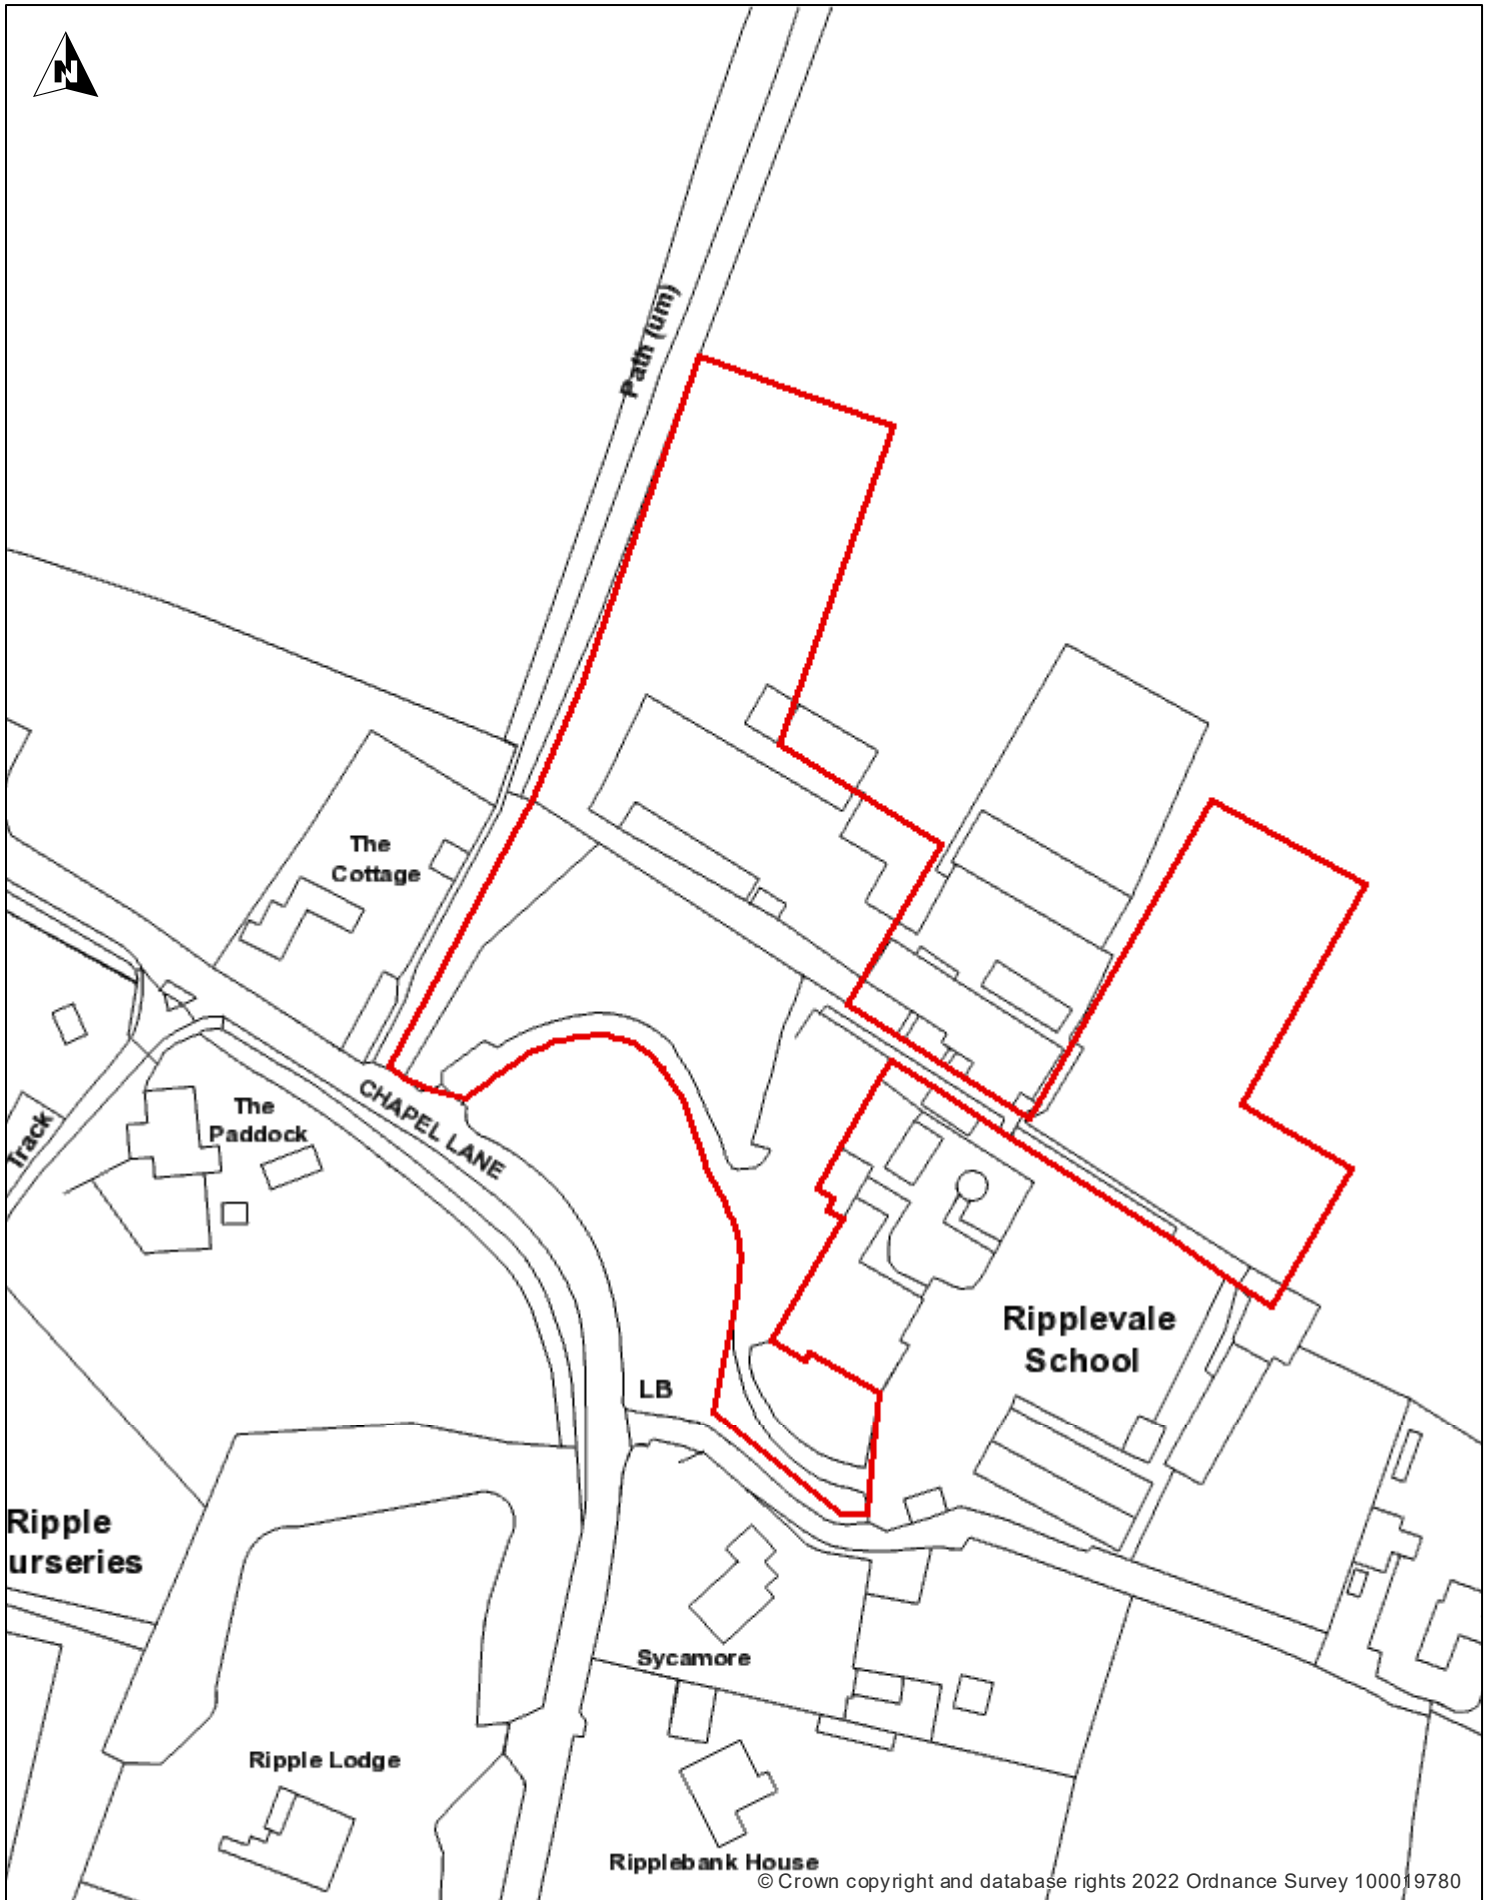 N
Path (um)
The
Cottage
CHAPEL LANE
The
Paddock
Track
Ripplevale
School
LB
Ripple
urseries
Sycamore
Ripple Lodge
Ripplebank House
© Crown copyright and database rights 2022 Ordnance Survey 100019780